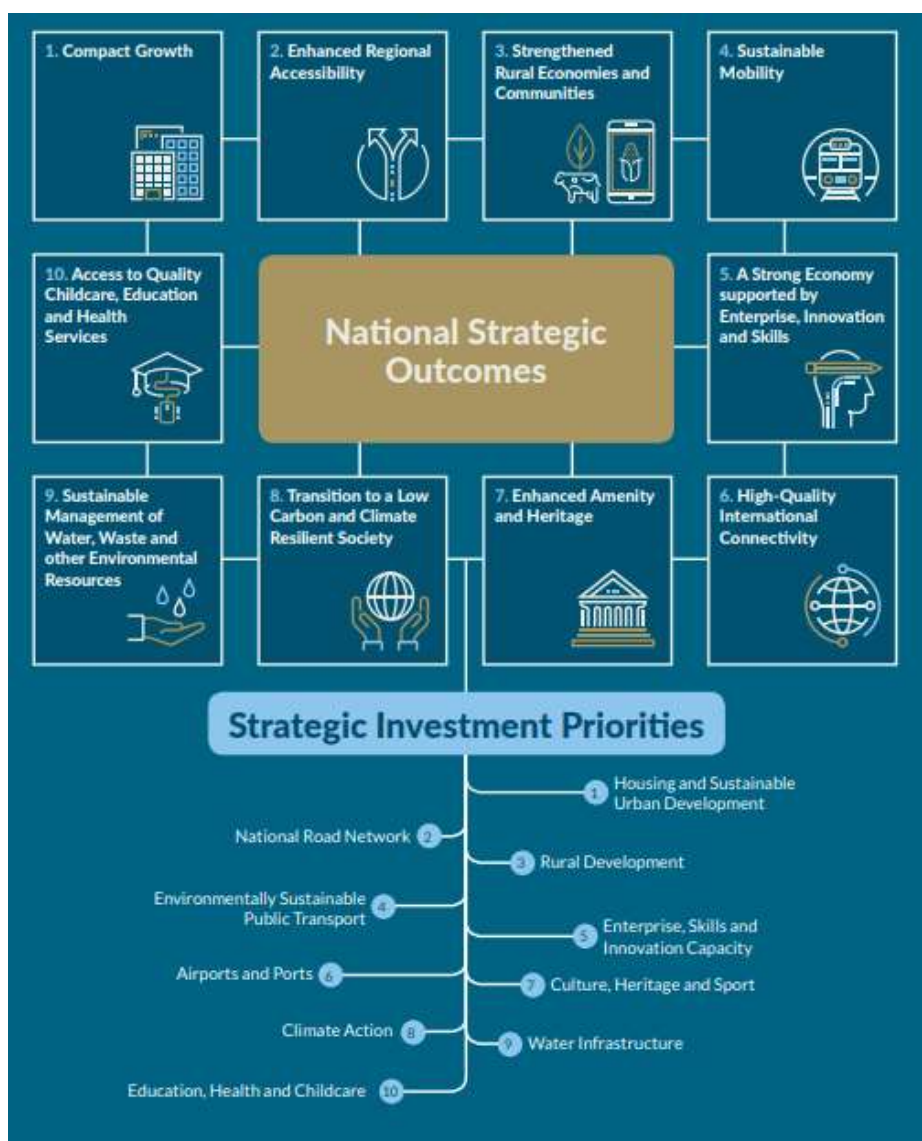 1. Compact Growth
2. Enhanced Regional
Accessibility
3. Strengthened
Rural Economies and
Communities
4. Sustainable
Mobility
10. Access to Quality
Childcare, Education
and Health
Services
National Strategic
Outcomes
5. A Strong Economy
supported by
Enterprise, Innovation
and Skills
9. Sustainable
Management of
Water, Waste and
other Environmental
Resources
8. Transition to a Low
Carbon and Climate
Resilient Society
7. Enhanced Amenity
and Heritage
6. High-Quality
International
Connectivity
Strategic Investment Priorities
1 Housing and Sustainable
Urban Development
National Road Network 2
3 Rural Development
Environmentally Sustainable
Public Transport 4
5 Enterprise, Skills and
Innovation Capacity
Airports and Ports 6
7 Culture, Heritage and Sport
Climate Action 8
9 Water Infrastructure
Education, Health and Childcare 10